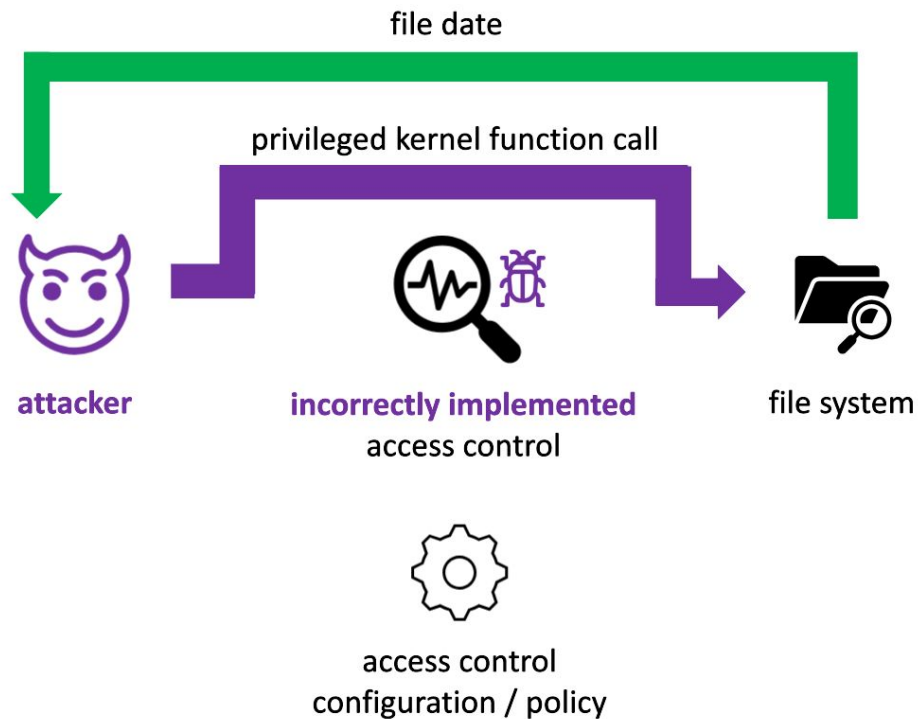 file date
privileged kernel function call
attacker
incorrectly implemented
access control
file system
access control
configuration / policy